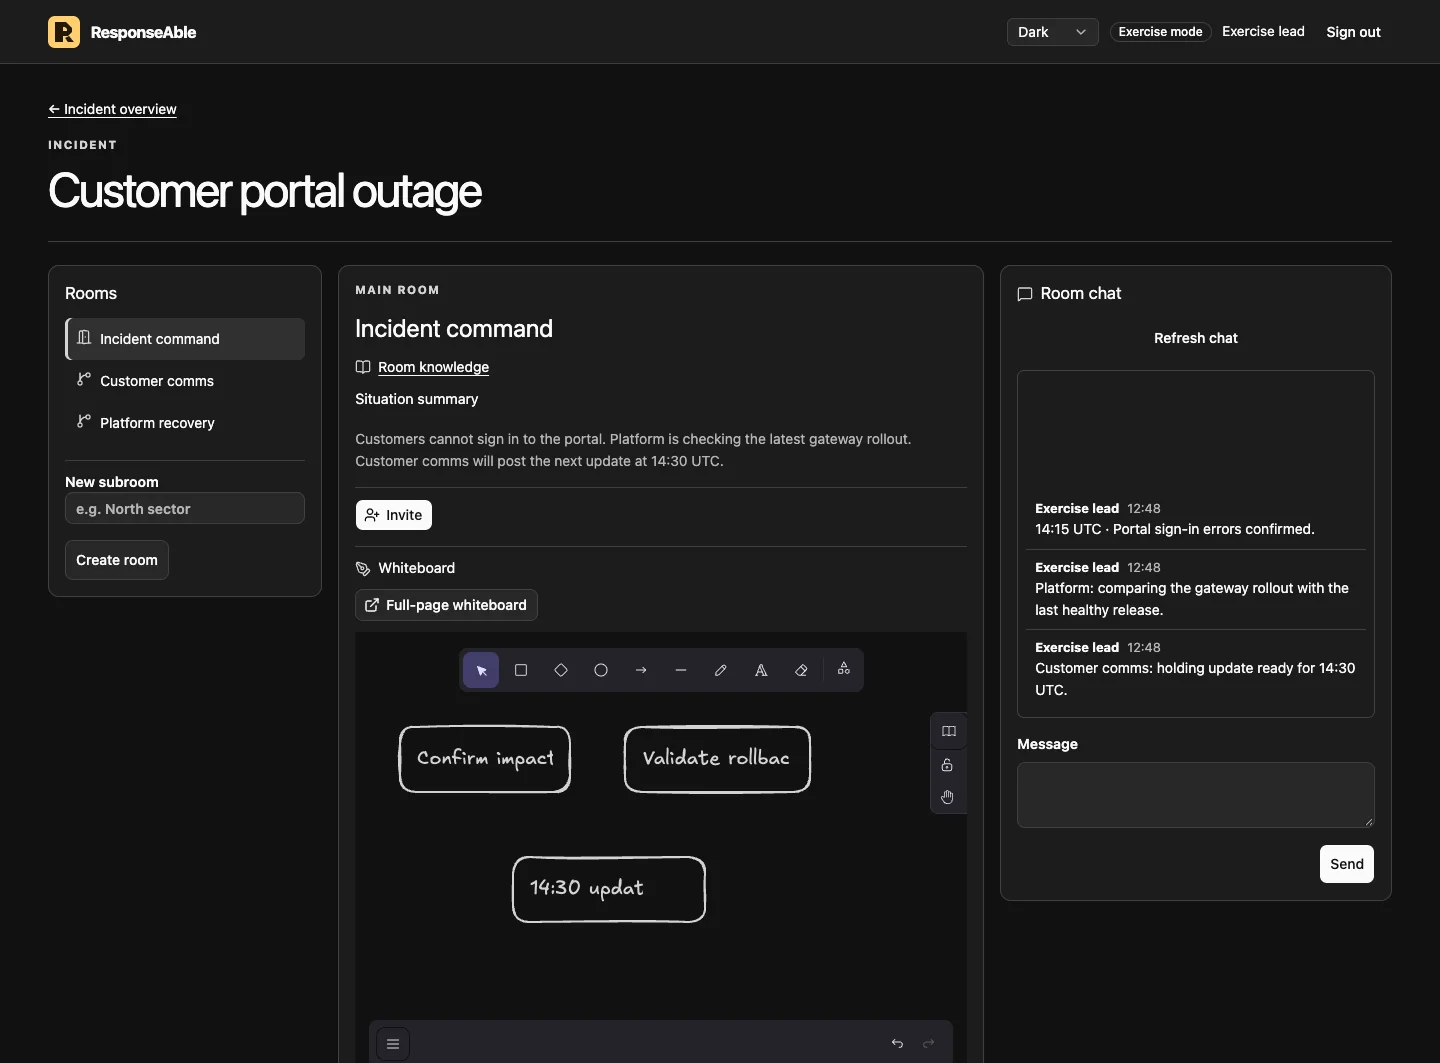 ResponseAble
Dark
Exercise mode
Exercise lead
Sign out
← Incident overview
INCIDENT
Customer portal outage
Rooms
Incident command
Customer comms
Platform recovery
New subroom
e.g. North sector
Create room
MAIN ROOM
Incident command
Room knowledge
Situation summary
Customers cannot sign in to the portal. Platform is checking the latest gateway rollout.
Customer comms will post the next update at 14:30 UTC.
Invite
Whiteboard
Full-page whiteboard
Confirm impact
Validate rollbac
14:30 updat
Room chat
Refresh chat
Exercise lead 12:48
14:15 UTC · Portal sign-in errors confirmed.
Exercise lead 12:48
Platform: comparing the gateway rollout with the
last healthy release.
Exercise lead 12:48
Customer comms: holding update ready for 14:30
UTC.
Message
Send